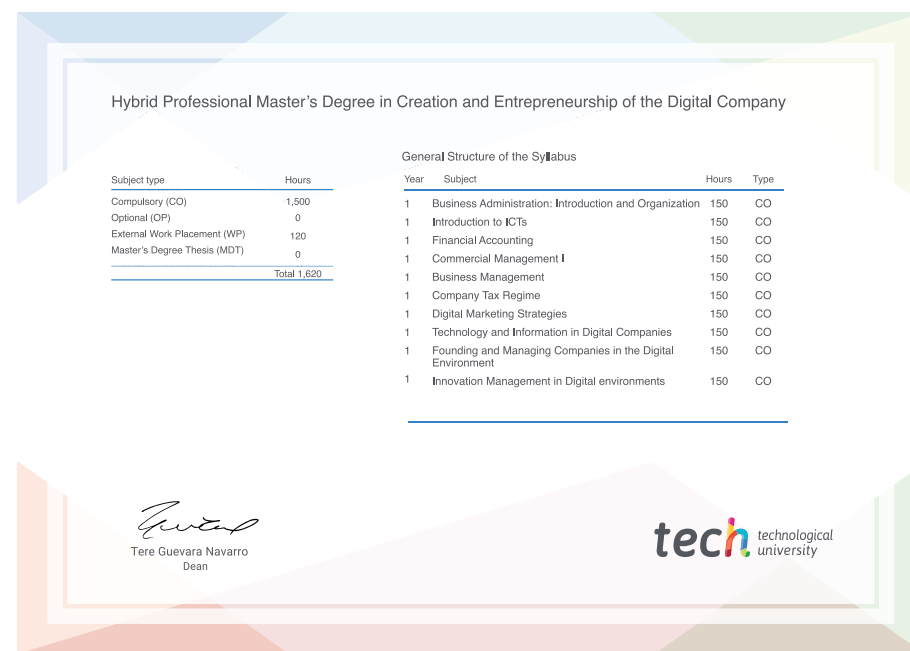 Hybrid Professional Master's Degree in Creation and Entrepreneurship of the Digital Company
Subject type Hours
Compulsory (CO) 1,500
Optional (OP) 0
External Work Placement (WP) 120
Master's Degree Thesis (MDT) 0
Total 1,620
General Structure of the Syllabus
Year Subject Hours Type
1 Business Administration: Introduction and Organization 150 CO
1 Introduction to ICTs 150 CO
1 Financial Accounting 150 CO
1 Commercial Management I 150 CO
1 Business Management 150 CO
1 Company Tax Regime 150 CO
1 Digital Marketing Strategies 150 CO
1 Technology and Information in Digital Companies 150 CO
1 Founding and Managing Companies in the Digital 150 CO
Environment
1 Innovation Management in Digital environments 150 CO
Tere Guevara Navarro
Dean
tech technological
university